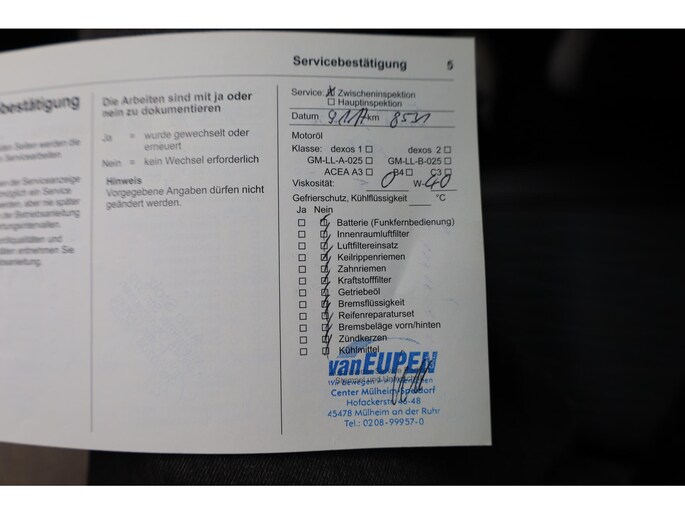 Servicebestätigung 5
bestätigung
Die Arbeiten sind mit ja oder
nein zu dokumentieren
Ja = wurde gewechselt oder
erneuert
Nein = kein Wechsel erforderlich
Hinweis
Vorgegebene Angaben dürfen nicht
geändert werden.
Service: Zwischeninspektion
Hauptinspektion
Datum km 8531
Motoröl
Klasse: dexos 1 dexos 2
GM-LL-A-025 GM-LL-B-025
ACEA A3 B4 C3
Viskosität: 0 W-40
Gefrierschutz, Kühlflüssigkeit °C
Ja Nein
Batterie (Funkfernbedienung)
Innenraumluftfilter
Luftfiltereinsatz
Keilrippenriemen
Zahnriemen
Kraftstofffilter
Getriebeöl
Bremsflüssigkeit
Reifenreparaturset
Bremsbeläge vorn/hinten
Zündkerzen
Kühlmittel
vanEUPEN
Wir bewegen
Center Mülheim-Speldorf
Hofackerstr. 46-48
45478 Mülheim an der Ruhr
Tel.: 0208-99957-0